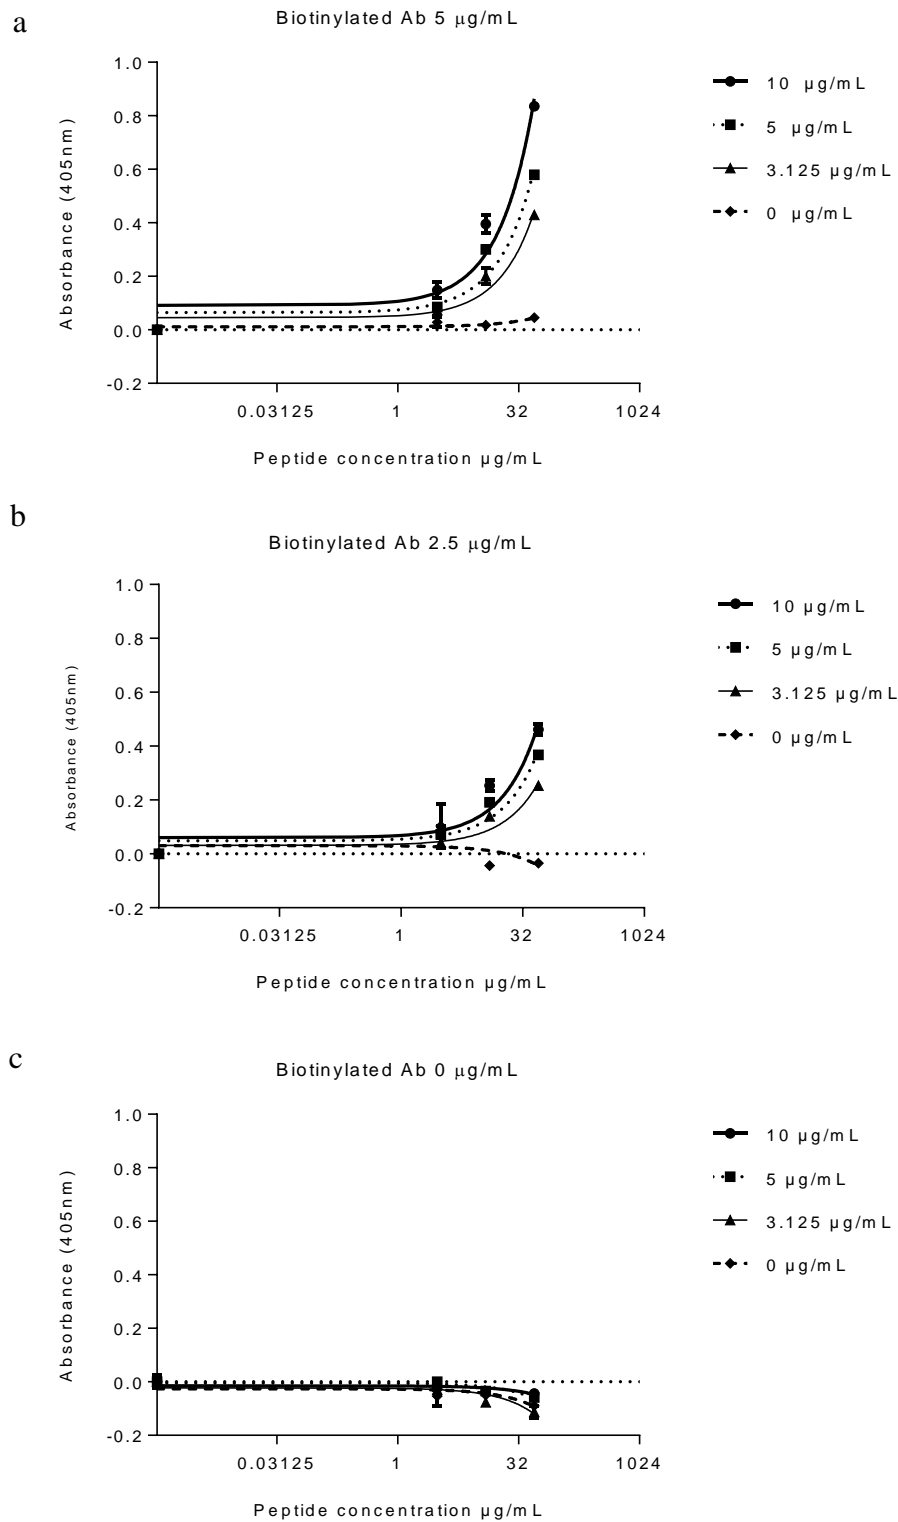 a
Biotinylated Ab 5 µg/mL
1.0
0.8
0.6
0.4
0.2
0.0
-0.2
Absorbance (405nm)
0.03125 1 32 1024
Peptide concentration µg/mL
10 µg/mL
5 µg/mL
3.125 µg/mL
0 µg/mL
b
Biotinylated Ab 2.5 µg/mL
1.0
0.8
0.6
0.4
0.2
0.0
-0.2
Absorbance (405nm)
0.03125 1 32 1024
Peptide concentration µg/mL
10 µg/mL
5 µg/mL
3.125 µg/mL
0 µg/mL
c
Biotinylated Ab 0 µg/mL
1.0
0.8
0.6
0.4
0.2
0.0
-0.2
Absorbance (405nm)
0.03125 1 32 1024
Peptide concentration µg/mL
10 µg/mL
5 µg/mL
3.125 µg/mL
0 µg/mL